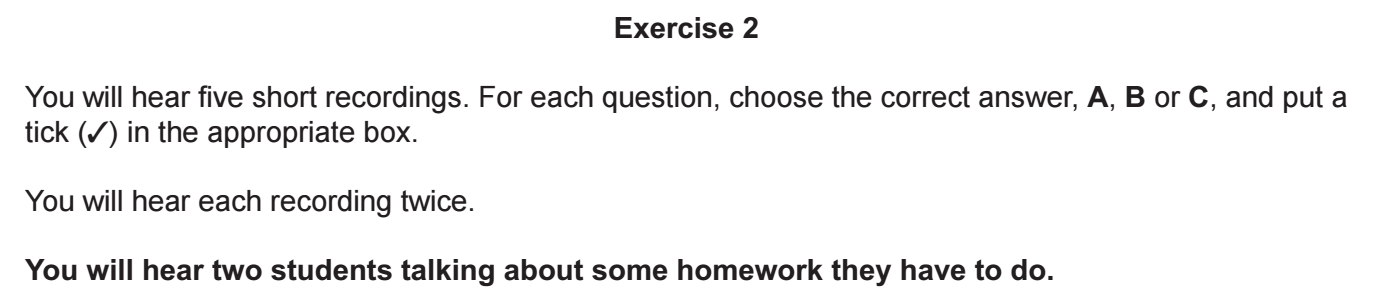 Exercise 2
You will hear five short recordings. For each question, choose the correct answer, A, B or C, and put a
tick (✓) in the appropriate box.
You will hear each recording twice.
You will hear two students talking about some homework they have to do.